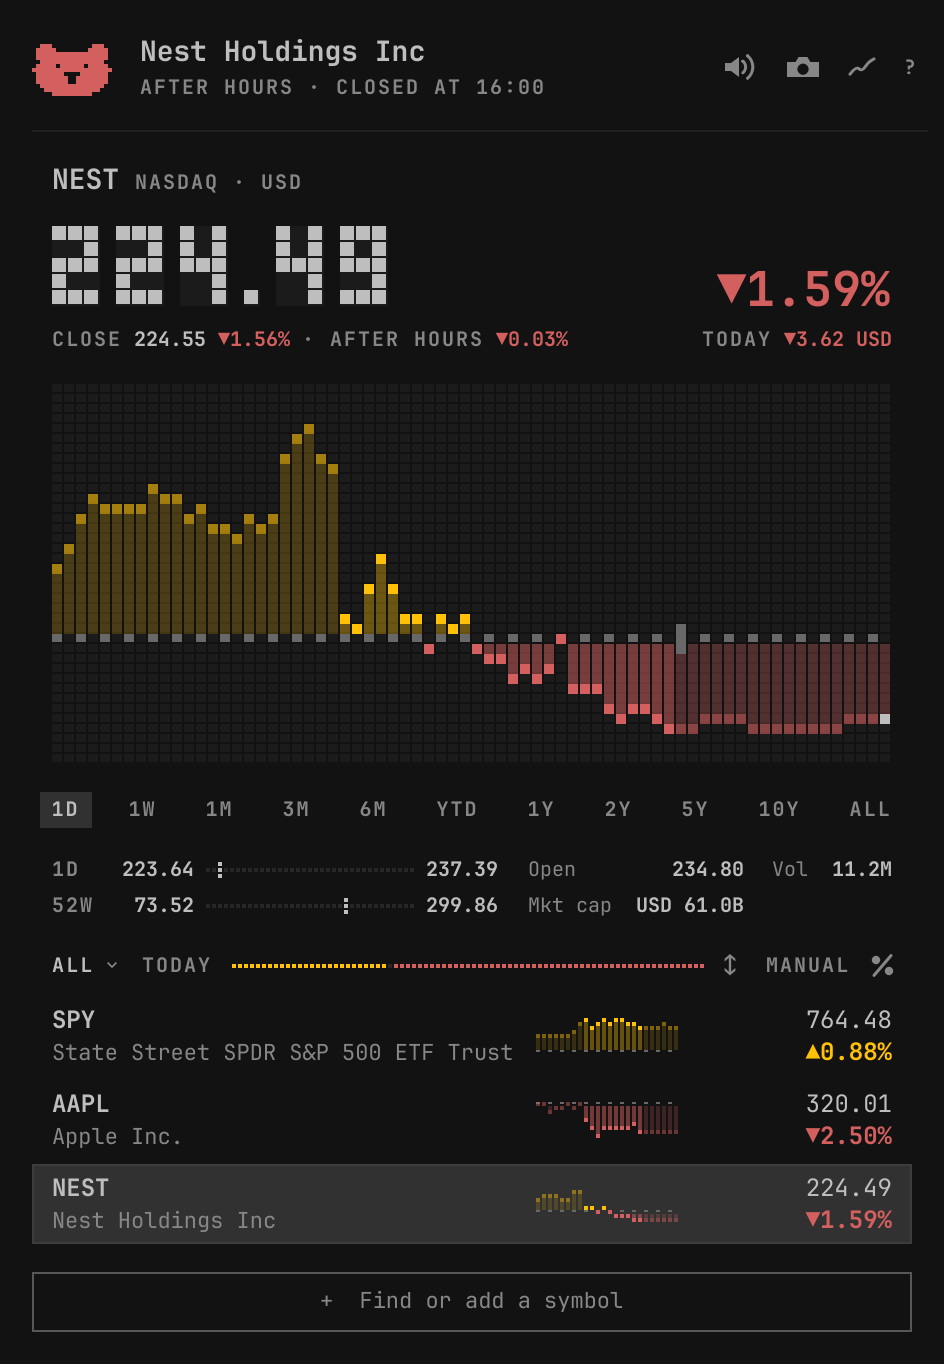 Nest Holdings Inc
AFTER HOURS · CLOSED AT 16:00
?
NEST NASDAQ · USD
224.49
▼1.59%
CLOSE 224.55 ▼1.56% · AFTER HOURS ▼0.03%
TODAY ▼3.62 USD
1D 1W 1M 3M 6M YTD 1Y 2Y 5Y 10Y ALL
1D 223.64 237.39 Open 234.80 Vol 11.2M
52W 73.52 299.86 Mkt cap USD 61.0B
ALL TODAY MANUAL %
SPY 764.48
State Street SPDR S&P 500 ETF Trust ▲0.88%
AAPL 320.01
Apple Inc. ▼2.50%
NEST 224.49
Nest Holdings Inc ▼1.59%
+ Find or add a symbol